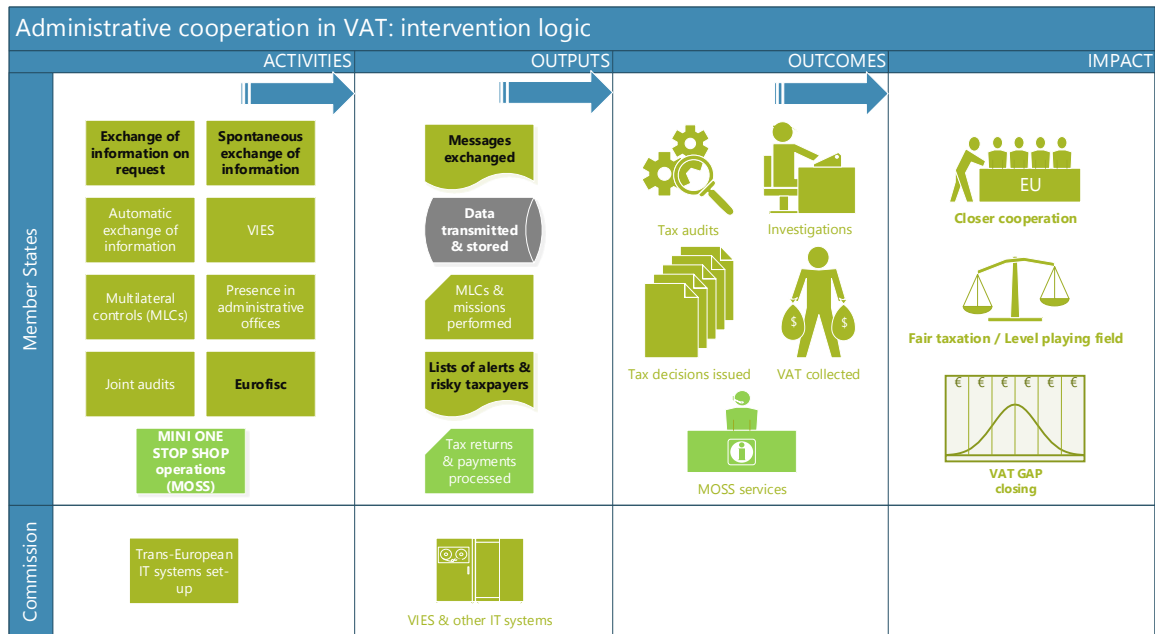 Administrative cooperation in VAT: intervention logic
ACTIVITIES
OUTPUTS
OUTCOMES
IMPACT
Member States
Exchange of
information on
request
Spontaneous
exchange of
information
Automatic
exchange of
information
VIES
Multilateral
controls (MLCs)
Presence in
administrative
offices
Joint audits
Eurofisc
MINI ONE
STOP SHOP
operations
(MOSS)
Messages
exchanged
Data
transmitted
& stored
MLCs &
missions
performed
Lists of alerts &
risky taxpayers
Tax returns
& payments
processed
Tax audits
Investigations
Tax decisions issued
$ $
VAT collected
i
MOSS services
EU
Closer cooperation
Fair taxation / Level playing field
€ € € € € €
VAT GAP
closing
Commission
Trans-European
IT systems set-
up
VIES & other IT systems